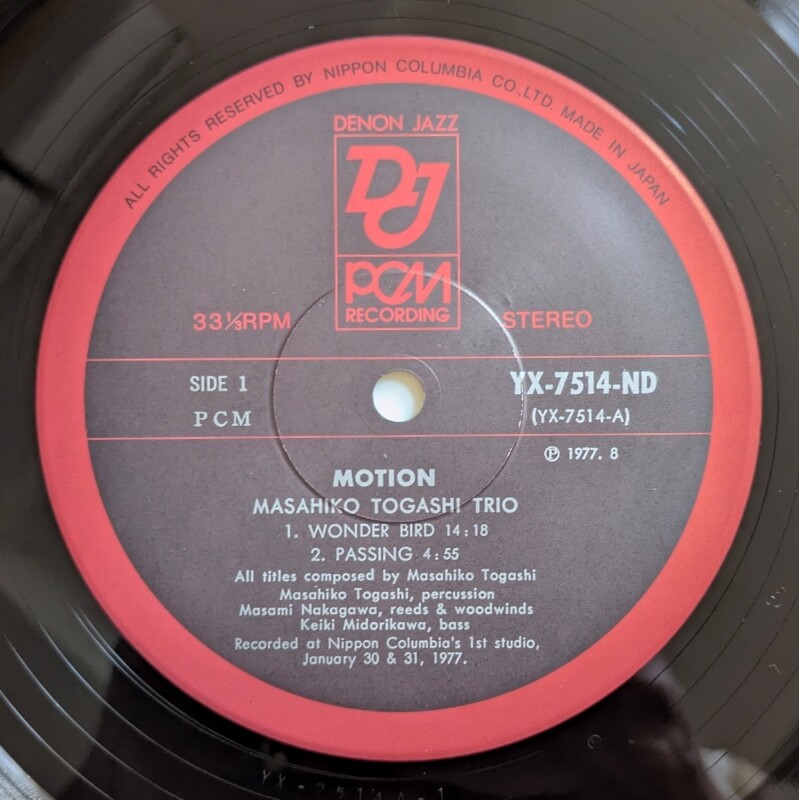 ALL RIGHTS RESERVED BY NIPPON COLUMBIA CO.,LTD. MADE IN JAPAN
DENON JAZZ
DJ
PCM
RECORDING
33⅓RPM
STEREO
SIDE 1
YX-7514-ND
PCM
(YX-7514-A)
℗ 1977. 8
MOTION
MASAHIKO TOGASHI TRIO
1. WONDER BIRD 14:18
2. PASSING 4:55
All titles composed by Masahiko Togashi
Masahiko Togashi, percussion
Masami Nakagawa, reeds & woodwinds
Keiki Midorikawa, bass
Recorded at Nippon Columbia's 1st studio,
January 30 & 31, 1977.
YX-7514A-1